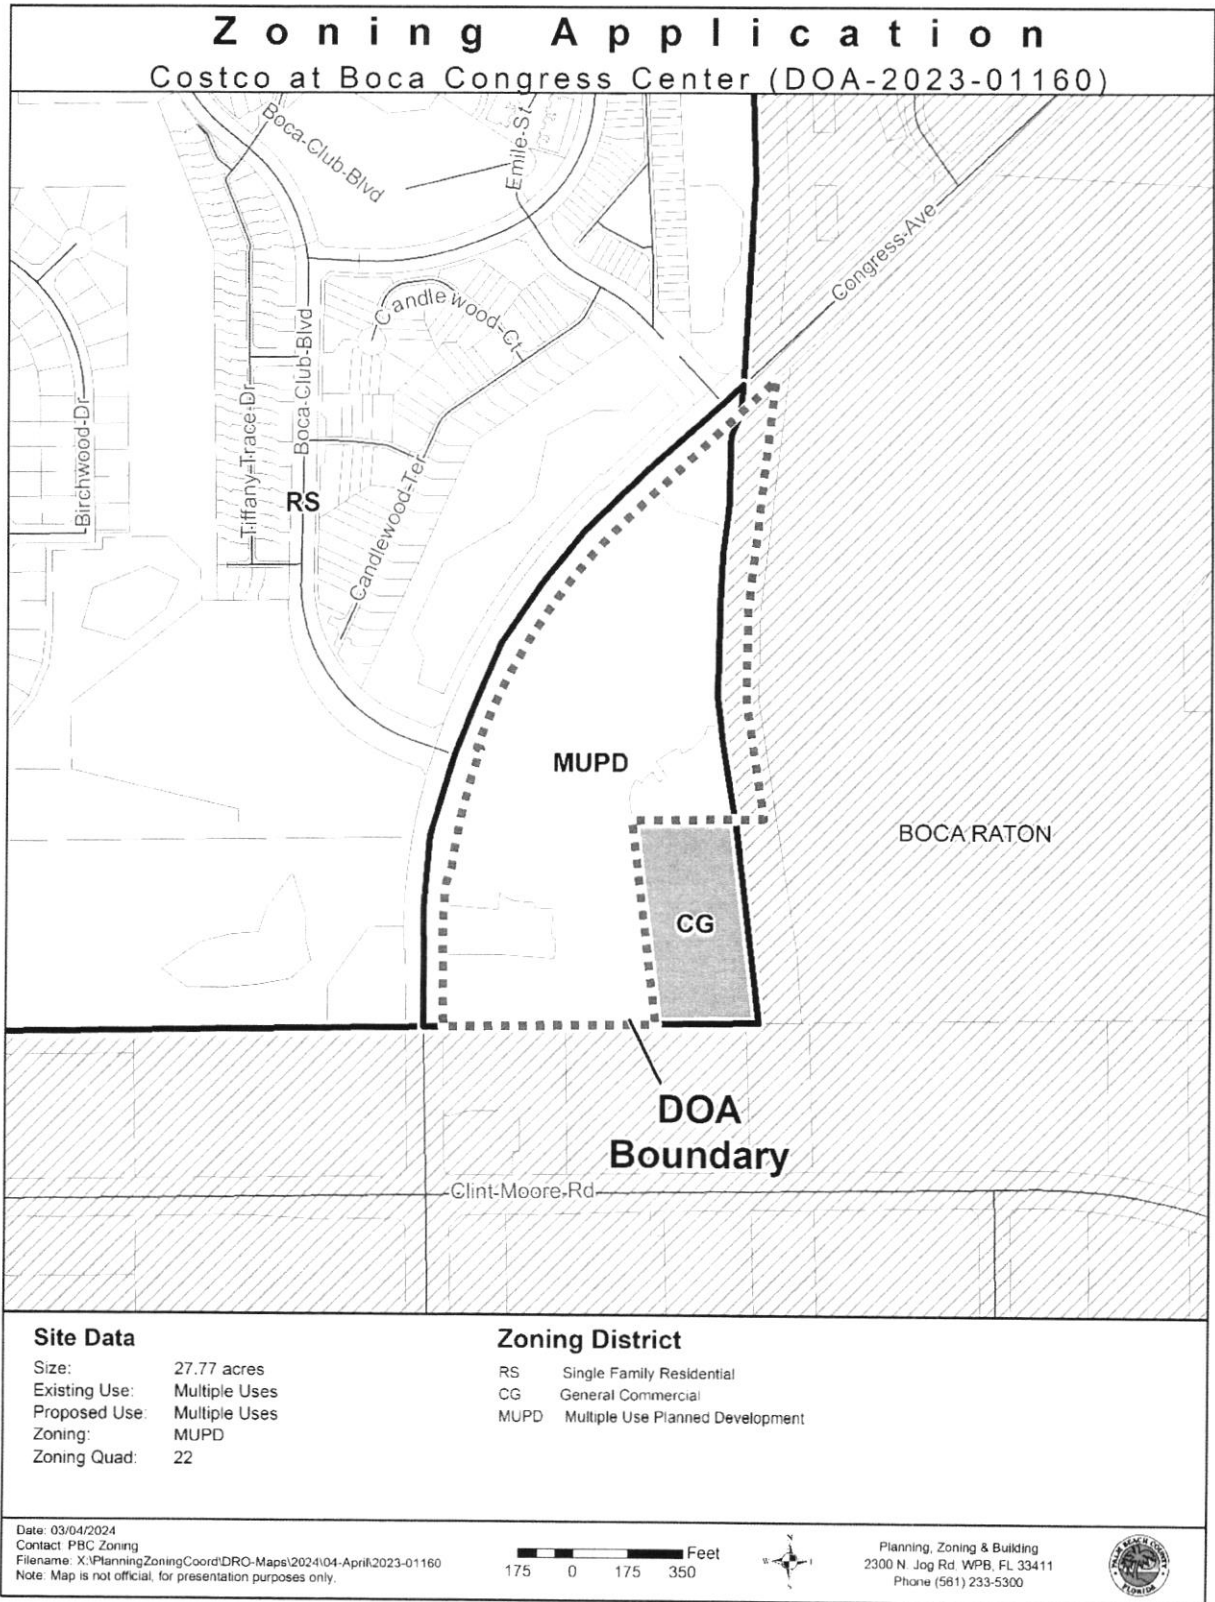 Zoning Application
Costco at Boca Congress Center (DOA-2023-01160)
Boca-Club-Blvd
Emile-St
Congress-Ave
Candlewood-Ct
Boca-Club-Blvd
Tiffany-Trace-Dr
Birchwood-Dr
RS
Candlewood-Ter
MUPD
BOCA RATON
CG
DOA
Boundary
Clint-Moore-Rd
Site Data
Size: 27.77 acres
Existing Use: Multiple Uses
Proposed Use: Multiple Uses
Zoning: MUPD
Zoning Quad: 22
Zoning District
RS Single Family Residential
CG General Commercial
MUPD Multiple Use Planned Development
Date: 03/04/2024
Contact: PBC Zoning
Filename: X:\PlanningZoningCoord\DRO-Maps\2024\04-April\2023-01160
Note: Map is not official, for presentation purposes only.
Feet
175 0 175 350
N
Planning, Zoning & Building
2300 N. Jog Rd. WPB, FL 33411
Phone (561) 233-5300
PALM BEACH COUNTY
FLORIDA